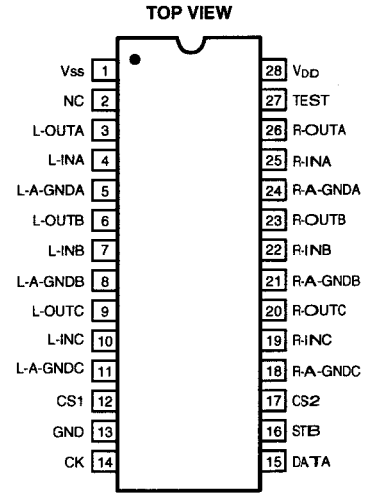 TOP VIEW
Vss 1 28 VDD
NC 2 27 TEST
L-OUTA 3 26 R-OUTA
L-INA 4 25 R-INA
L-A-GNDA 5 24 R-A-GNDA
L-OUTB 6 23 R-OUTB
L-INB 7 22 R-INB
L-A-GNDB 8 21 R-A-GNDB
L-OUTC 9 20 R-OUTC
L-INC 10 19 R-INC
L-A-GNDC 11 18 R-A-GNDC
CS1 12 17 CS2
GND 13 16 STB
CK 14 15 DATA